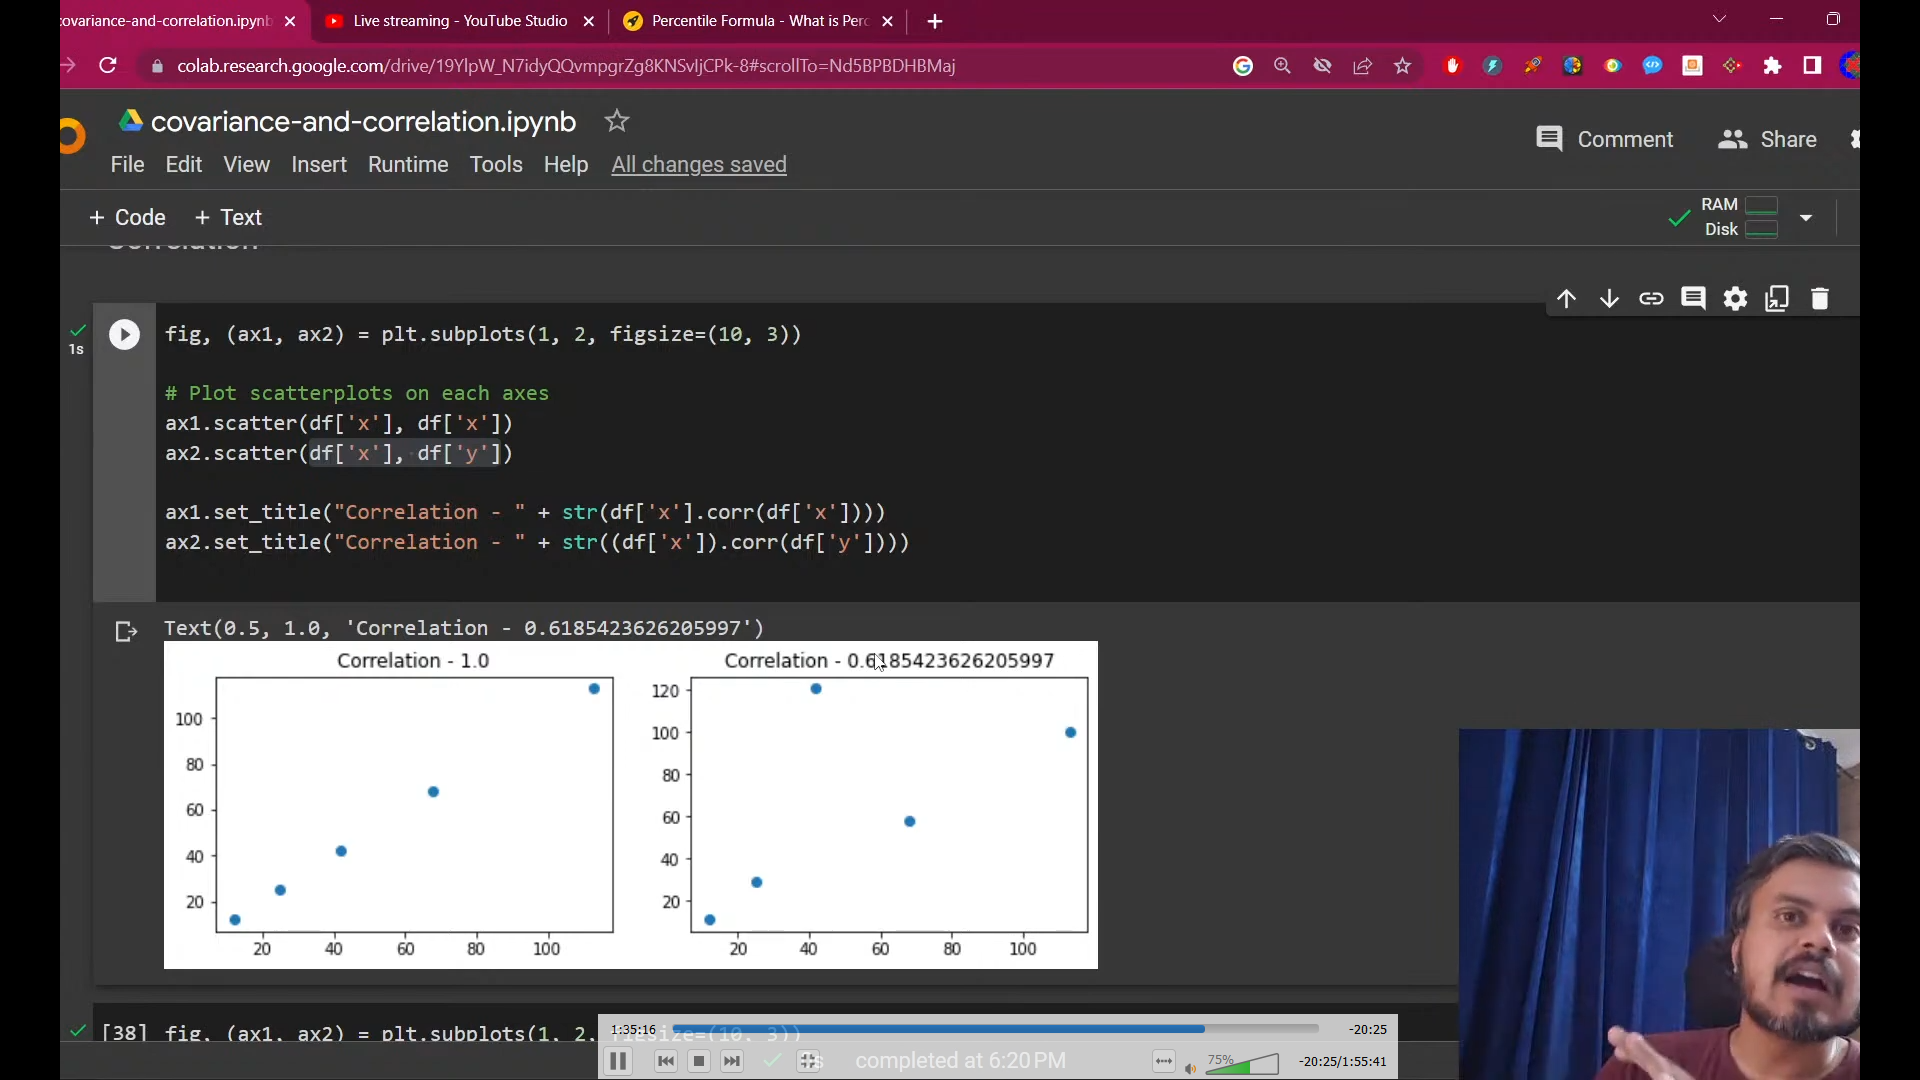 covariance-and-correlation.ipynb
Live streaming - YouTube Studio
Percentile Formula - What is Perc
colab.research.google.com/drive/19YlpW_N7idyQQvmpgrZg8KNSvIjCPk-8#scrollTo=Nd5BPBDHBMaj
covariance-and-correlation.ipynb
Comment Share
File Edit View Insert Runtime Tools Help All changes saved
+ Code + Text
RAM
Disk
Correlation
fig, (ax1, ax2) = plt.subplots(1, 2, figsize=(10, 3))
1s
# Plot scatterplots on each axes
ax1.scatter(df['x'], df['x'])
ax2.scatter(df['x'], df['y'])
ax1.set_title("Correlation - " + str(df['x'].corr(df['x'])))
ax2.set_title("Correlation - " + str((df['x']).corr(df['y'])))
Text(0.5, 1.0, 'Correlation - 0.6185423626205997')
Correlation - 1.0
100
80
60
40
20
20 40 60 80 100
Correlation - 0.6185423626205997
120
100
80
60
40
20
20 40 60 80 100
[38] fig, (ax1, ax2) = plt.subplots(1, 2, figsize=(10, 3))
1:35:16 -20:25
completed at 6:20 PM
75%
-20:25/1:55:41